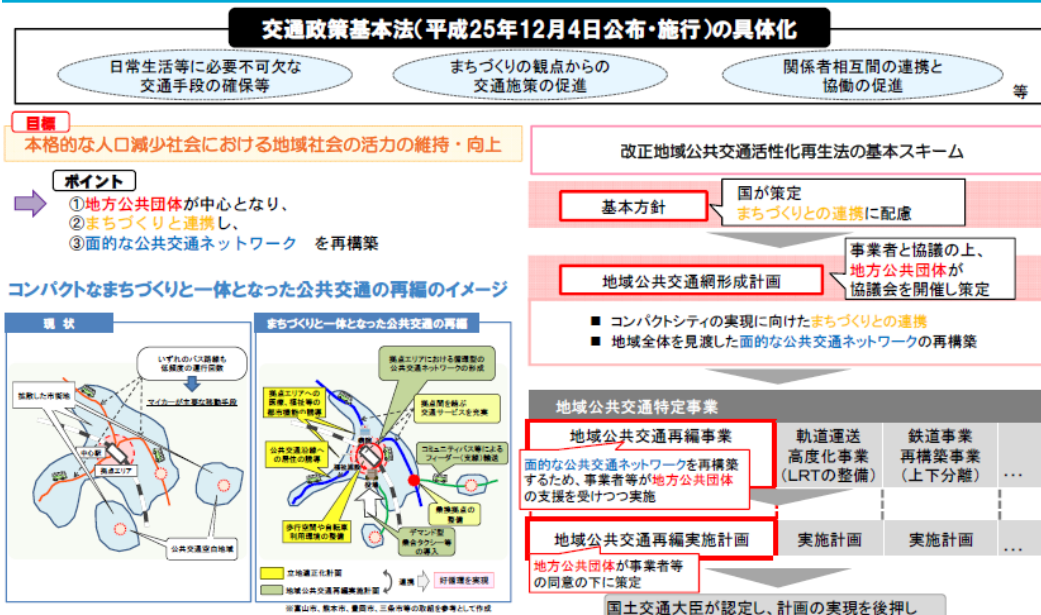 交通政策基本法(平成25年12月4日公布・施行)の具体化
日常生活等に必要不可欠な
交通手段の確保等
まちづくりの観点からの
交通施策の促進
関係者相互間の連携と
協働の促進
等
目標
本格的な人口減少社会における地域社会の活力の維持・向上
ポイント
①地方公共団体が中心となり、
②まちづくりと連携し、
③面的な公共交通ネットワーク を再構築
コンパクトなまちづくりと一体となった公共交通の再編のイメージ
現 状
いずれのバス路線も
低頻度の運行回数
拡散した市街地
マイカーが主要な移動手段
中心駅
拠点エリア
公共交通空白地域
まちづくりと一体となった公共交通の再編
拠点エリアにおける循環型の
公共交通ネットワークの形成
拠点エリアへの
医療、福祉等の
都市機能の誘導
拠点間を結ぶ
交通サービスを充実
公共交通沿線へ
の居住の誘導
病院
福祉施設
役場
コミュニティバス等による
フィーダー(支線)輸送
乗換拠点の
整備
歩行空間や自転車
利用環境の整備
デマンド型
乗合タクシー等
の導入
立地適正化計画
地域公共交通再編実施計画
連携
好循環を実現
※富山市、熊本市、豊岡市、三条市等の取組を参考として作成
改正地域公共交通活性化再生法の基本スキーム
基本方針
国が策定
まちづくりとの連携に配慮
地域公共交通網形成計画
事業者と協議の上、
地方公共団体が
協議会を開催し策定
■ コンパクトシティの実現に向けたまちづくりとの連携
■ 地域全体を見渡した面的な公共交通ネットワークの再構築
地域公共交通特定事業
地域公共交通再編事業
面的な公共交通ネットワークを再構築
するため、事業者等が地方公共団体
の支援を受けつつ実施
軌道運送
高度化事業
(LRTの整備)
鉄道事業
再構築事業
(上下分離)
…
地域公共交通再編実施計画
実施計画
実施計画
…
地方公共団体が事業者等
の同意の下に策定
国土交通大臣が認定し、計画の実現を後押し